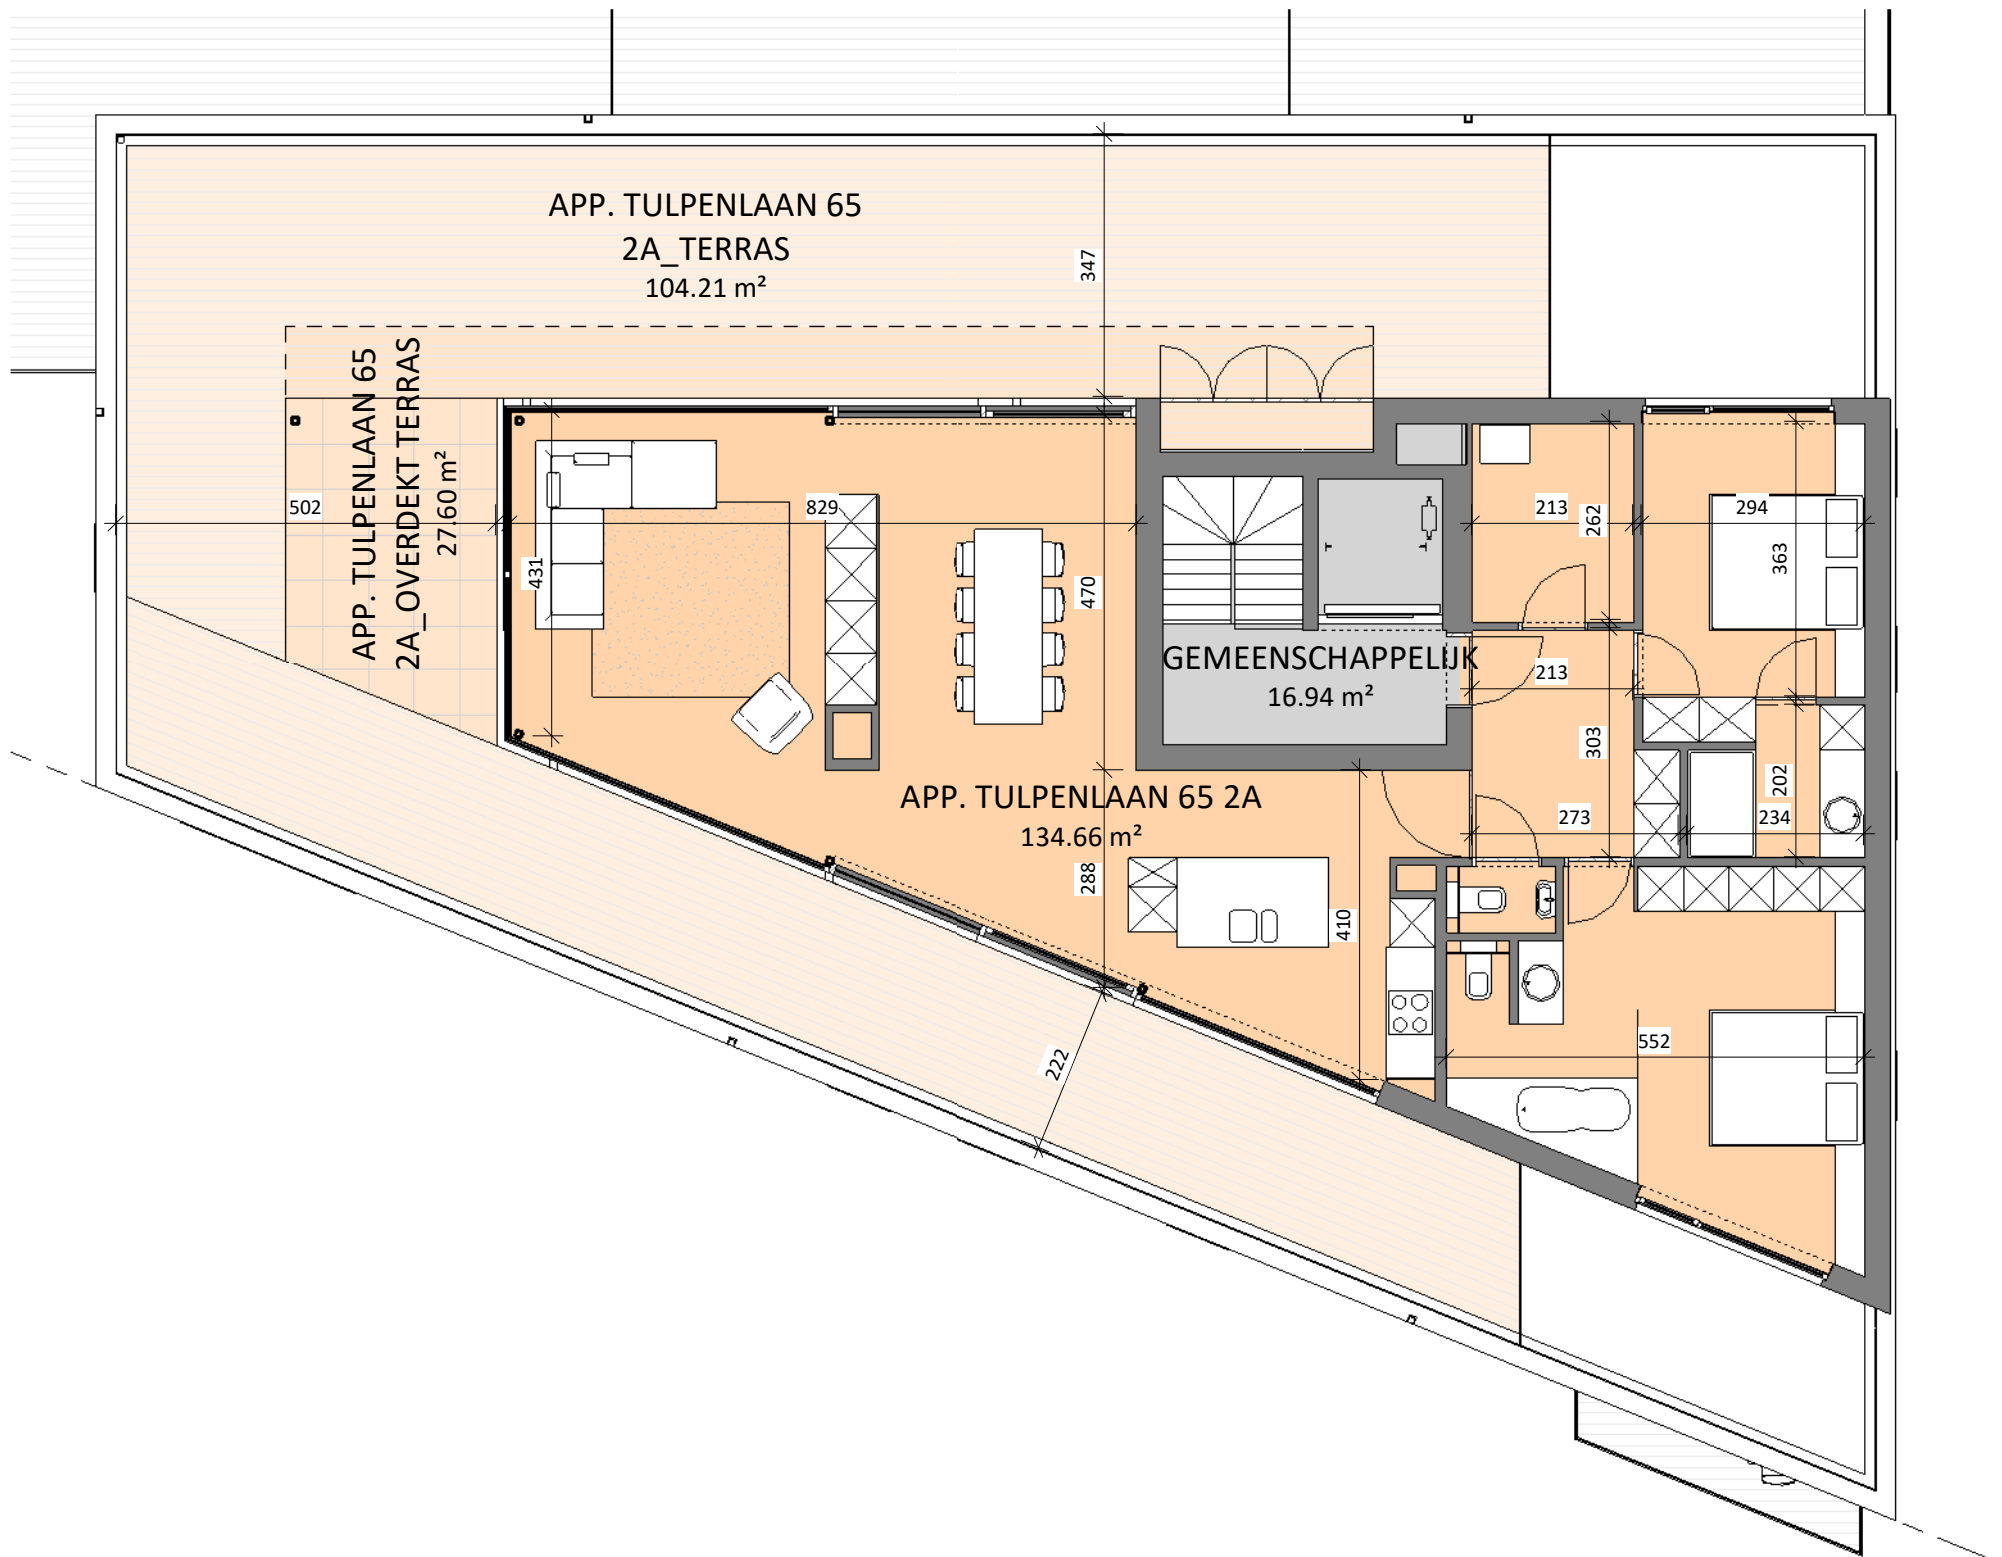 APP. TULPENLAAN 65
2A_TERRAS
104.21 m²
347
APP. TULPENLAAN 65
2A_OVERDEKT TERRAS
27.60 m²
502
829
431
470
213
262
294
363
GEMEENSCHAPPELIJK
16.94 m²
213
303
202
APP. TULPENLAAN 65 2A
134.66 m²
273
234
288
410
552
222